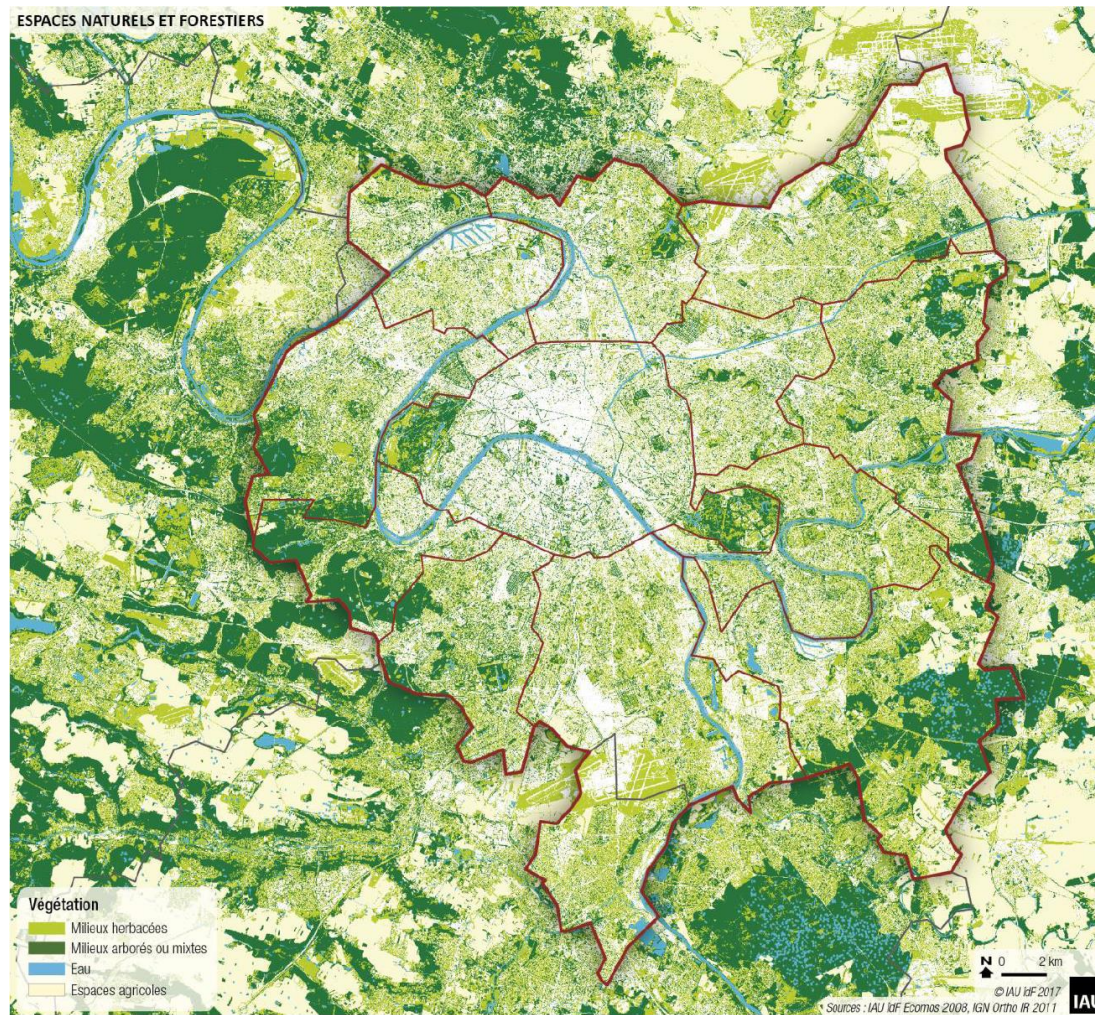 ESPACES NATURELS ET FORESTIERS
Végétation
Milieux herbacées
Milieux arborés ou mixtes
Eau
Espaces agricoles
N 0 2 km
© IAU îdF 2017
Sources : IAU îdF Ecomos 2008, IGN Ortho IR 2011
IAU